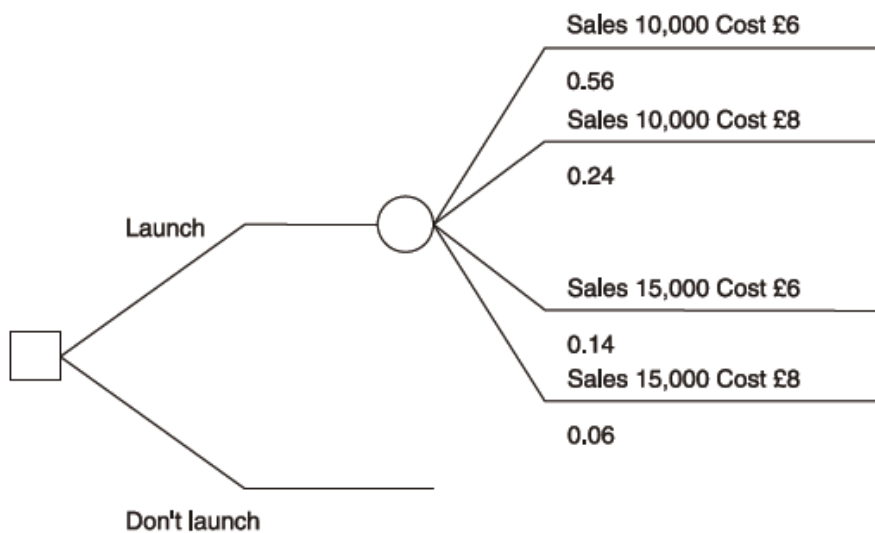 Sales 10,000 Cost £6
0.56
Sales 10,000 Cost £8
0.24
Launch
Sales 15,000 Cost £6
0.14
Sales 15,000 Cost £8
0.06
Don't launch